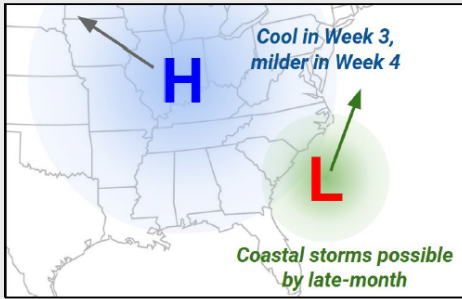 Cool in Week 3,
milder in Week 4
H
L
Coastal storms possible
by late-month